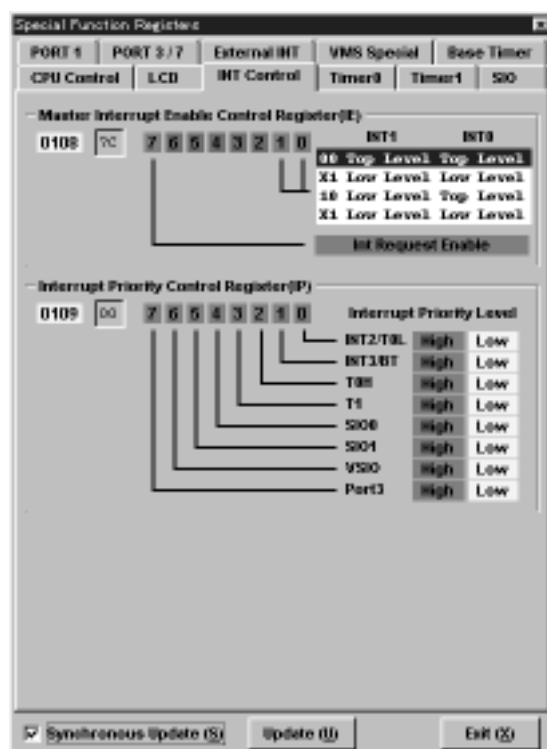 Special Function Registers
PORT 1 PORT 3 / 7 External INT VMS Special Base Timer
CPU Control LCD INT Control Timer0 Timer1 SIO
Master Interrupt Enable Control Register(IE)
0108 7C 7 6 5 4 3 2 1 0 INT1 INT0
00 Top Level Top Level
X1 Low Level Low Level
10 Low Level Top Level
X1 Low Level Low Level
Int Request Enable
Interrupt Priority Control Register(IP)
0109 00 7 6 5 4 3 2 1 0 Interrupt Priority Level
INT2/T0L High Low
INT3/BT High Low
T0H High Low
T1 High Low
SIO0 High Low
SIO1 High Low
VSIO High Low
Port3 High Low
Synchronous Update (S) Update (U) Exit (X)